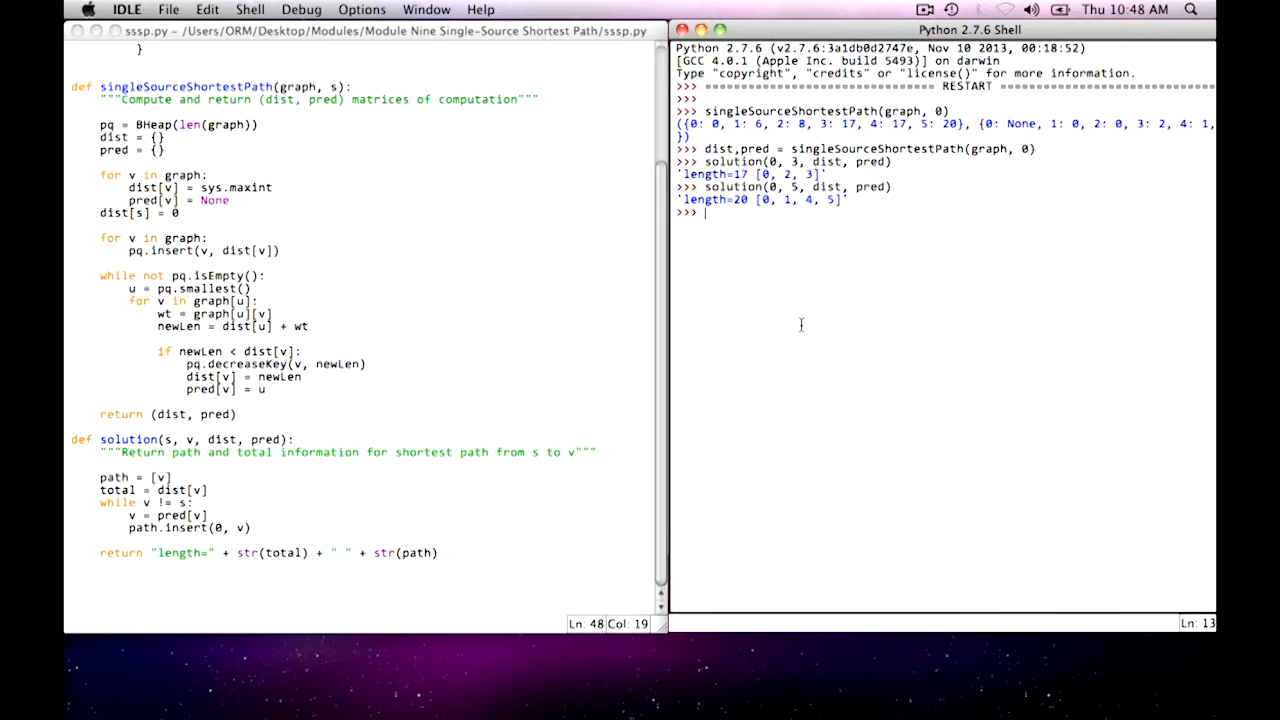 IDLE File Edit Shell Debug Options Window Help Thu 10:48 AM
sssp.py – /Users/ORM/Desktop/Modules/Module Nine Single-Source Shortest Path/sssp.py
}
def singleSourceShortestPath(graph, s):
"""Compute and return (dist, pred) matrices of computation"""
pq = BHeap(len(graph))
dist = {}
pred = {}
for v in graph:
dist[v] = sys.maxint
pred[v] = None
dist[s] = 0
for v in graph:
pq.insert(v, dist[v])
while not pq.isEmpty():
u = pq.smallest()
for v in graph[u]:
wt = graph[u][v]
newLen = dist[u] + wt
if newLen < dist[v]:
pq.decreaseKey(v, newLen)
dist[v] = newLen
pred[v] = u
return (dist, pred)
def solution(s, v, dist, pred):
"""Return path and total information for shortest path from s to v"""
path = [v]
total = dist[v]
while v != s:
v = pred[v]
path.insert(0, v)
return "length=" + str(total) + " " + str(path)
Ln: 48 Col: 19
Python 2.7.6 Shell
Python 2.7.6 (v2.7.6:3a1db0d2747e, Nov 10 2013, 00:18:52)
[GCC 4.0.1 (Apple Inc. build 5493)] on darwin
Type "copyright", "credits" or "license()" for more information.
>>> ================================ RESTART ================================
>>>
>>> singleSourceShortestPath(graph, 0)
({0: 0, 1: 6, 2: 8, 3: 17, 4: 17, 5: 20}, {0: None, 1: 0, 2: 0, 3: 2, 4: 1,
})
>>> dist,pred = singleSourceShortestPath(graph, 0)
>>> solution(0, 3, dist, pred)
'length=17 [0, 2, 3]'
>>> solution(0, 5, dist, pred)
'length=20 [0, 1, 4, 5]'
>>>
Ln: 13